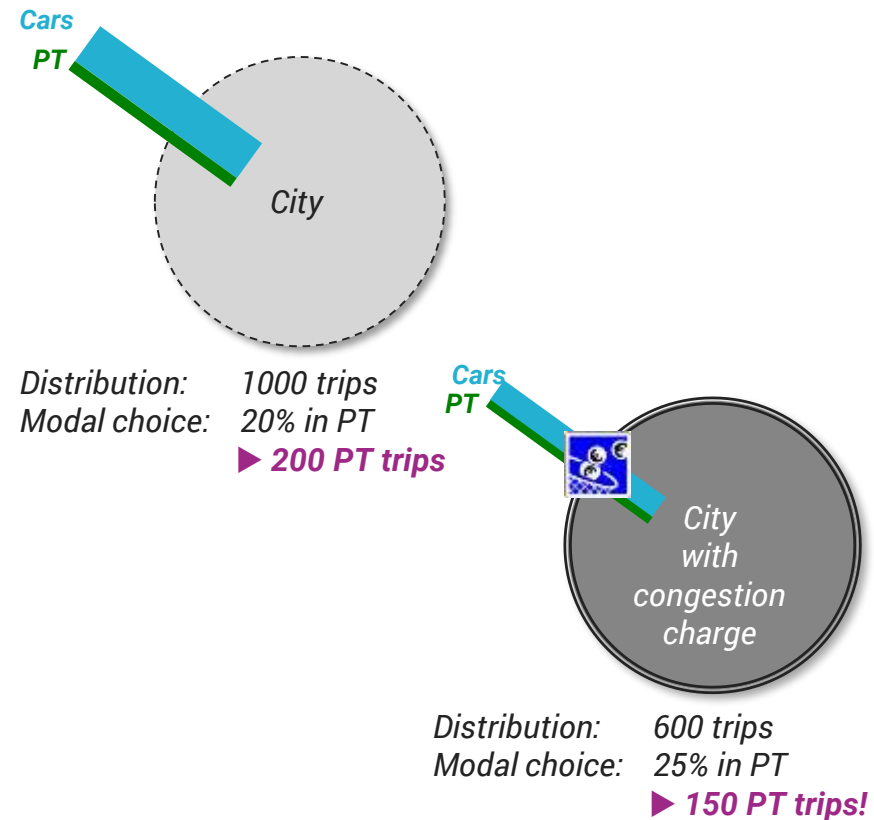 Cars
PT
City
Distribution: 1000 trips
Modal choice: 20% in PT
▶ 200 PT trips
Cars
PT
City
with
congestion
charge
Distribution: 600 trips
Modal choice: 25% in PT
▶ 150 PT trips!